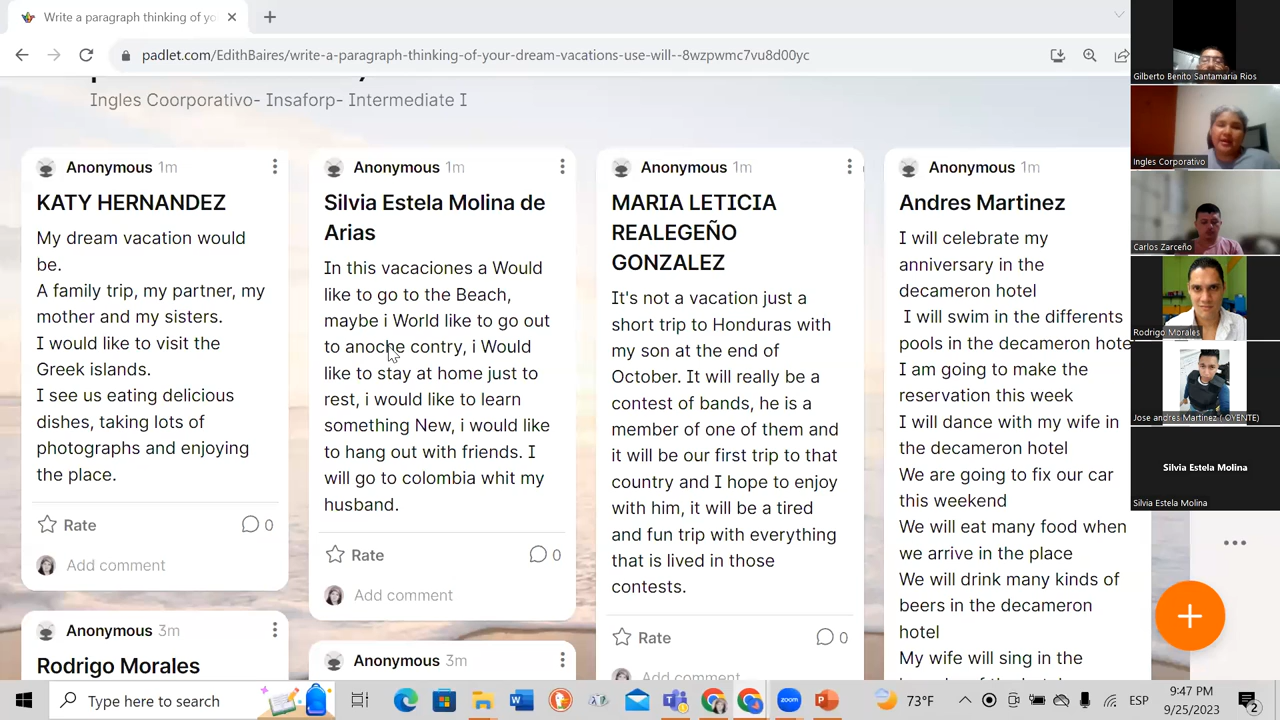 Write a paragraph thinking of yo
padlet.com/EdithBaires/write-a-paragraph-thinking-of-your-dream-vacations-use-will--8wzpwmc7vu8d00yc
Ingles Coorporativo- Insaforp- Intermediate I
Anonymous 1m
KATY HERNANDEZ
My dream vacation would
be.
A family trip, my partner, my
mother and my sisters.
I would like to visit the
Greek islands.
I see us eating delicious
dishes, taking lots of
photographs and enjoying
the place.
Rate
0
Add comment
Anonymous 3m
Rodrigo Morales
Anonymous 1m
Silvia Estela Molina de
Arias
In this vacaciones a Would
like to go to the Beach,
maybe i World like to go out
to anoche contry, i Would
like to stay at home just to
rest, i would like to learn
something New, i would like
to hang out with friends. I
will go to colombia whit my
husband.
Rate
0
Add comment
Anonymous 3m
Anonymous 1m
MARIA LETICIA
REALEGEÑO
GONZALEZ
It's not a vacation just a
short trip to Honduras with
my son at the end of
October. It will really be a
contest of bands, he is a
member of one of them and
it will be our first trip to that
country and I hope to enjoy
with him, it will be a tired
and fun trip with everything
that is lived in those
contests.
Rate
0
Add comment
Anonymous 1m
Andres Martinez
I will celebrate my
anniversary in the
decameron hotel
I will swim in the differents
pools in the decameron hote
I am going to make the
reservation this week
I will dance with my wife in
the decameron hotel
We are going to fix our car
this weekend
We will eat many food when
we arrive in the place
We will drink many kinds of
beers in the decameron
hotel
My wife will sing in the
Gilberto Benito Santamaria Rios
Ingles Corporativo
Carlos Zarceño
Rodrigo Morales
Jose andres Martinez ( OYENTE)
Silvia Estela Molina
Silvia Estela Molina
Type here to search
zoom
73°F
ESP
9:47 PM
9/25/2023
2